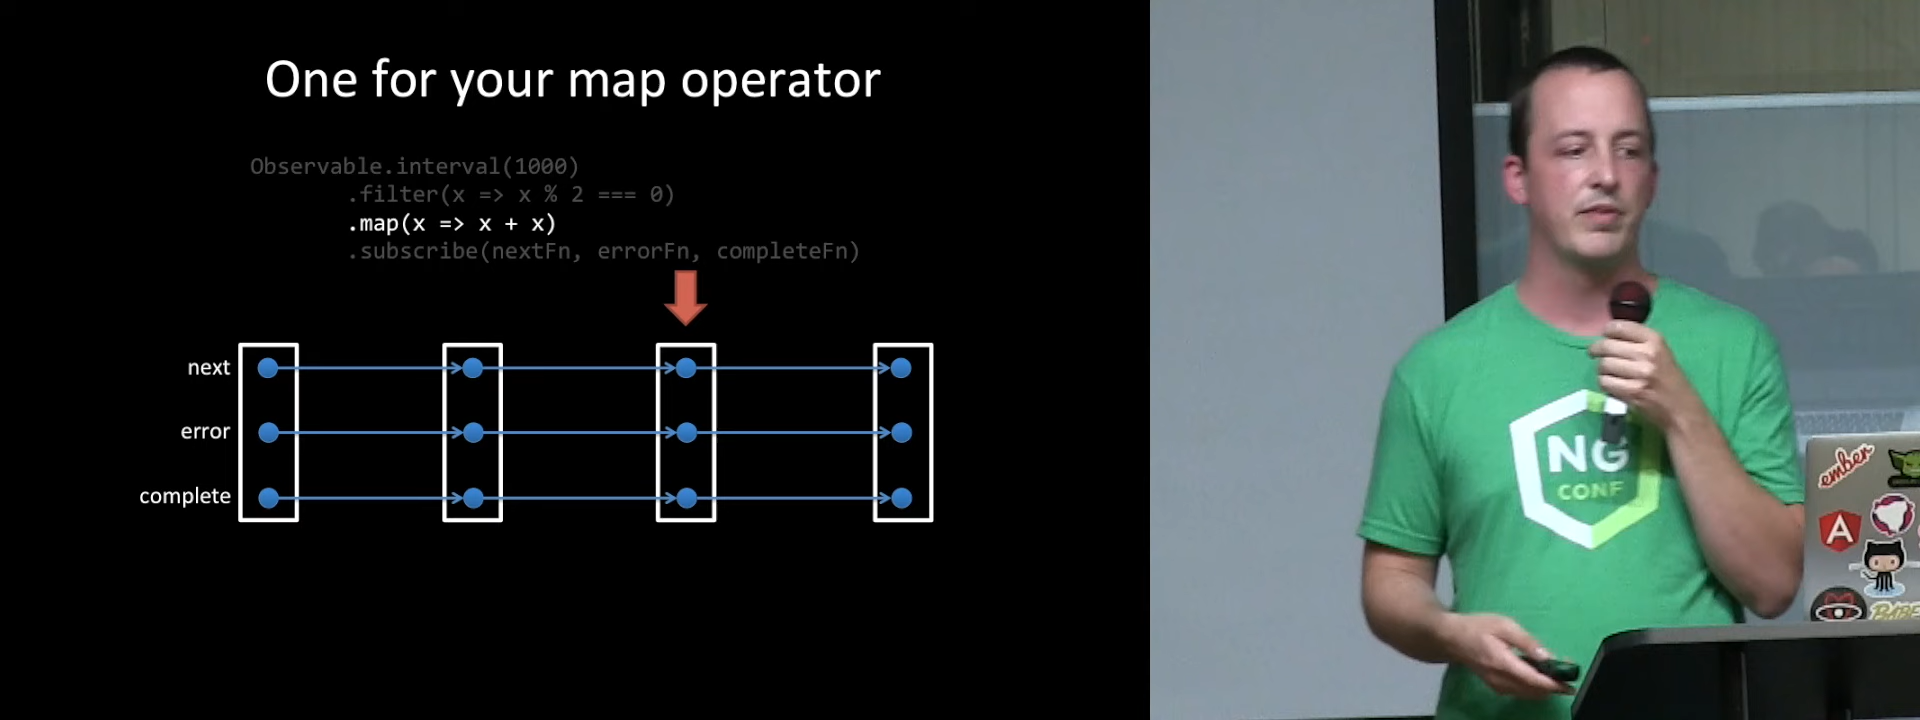 One for your map operator
Observable.interval(1000)
.filter(x => x % 2 === 0)
.map(x => x + x)
.subscribe(nextFn, errorFn, completeFn)
next
error
complete
NG
CONF
ember
A